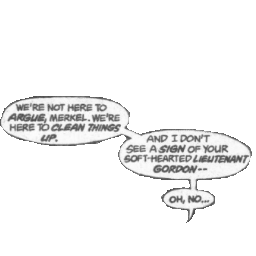 WE'RE NOT HERE TO
ARGUE, MERKEL. WE'RE
HERE TO CLEAN THINGS
UP.
AND I DON'T
SEE A SIGN OF YOUR
SOFT-HEARTED LIEUTENANT
GORDON--
OH, NO...